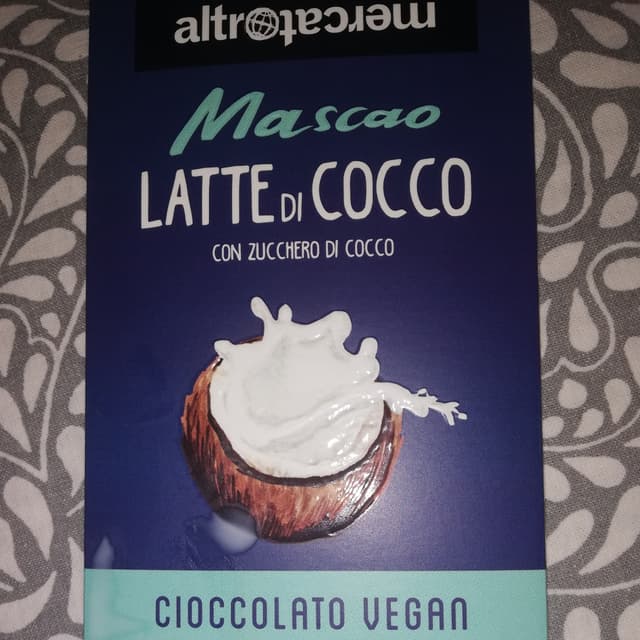 altromercato
Mascao
LATTE DI COCCO
CON ZUCCHERO DI COCCO
CIOCCOLATO VEGAN